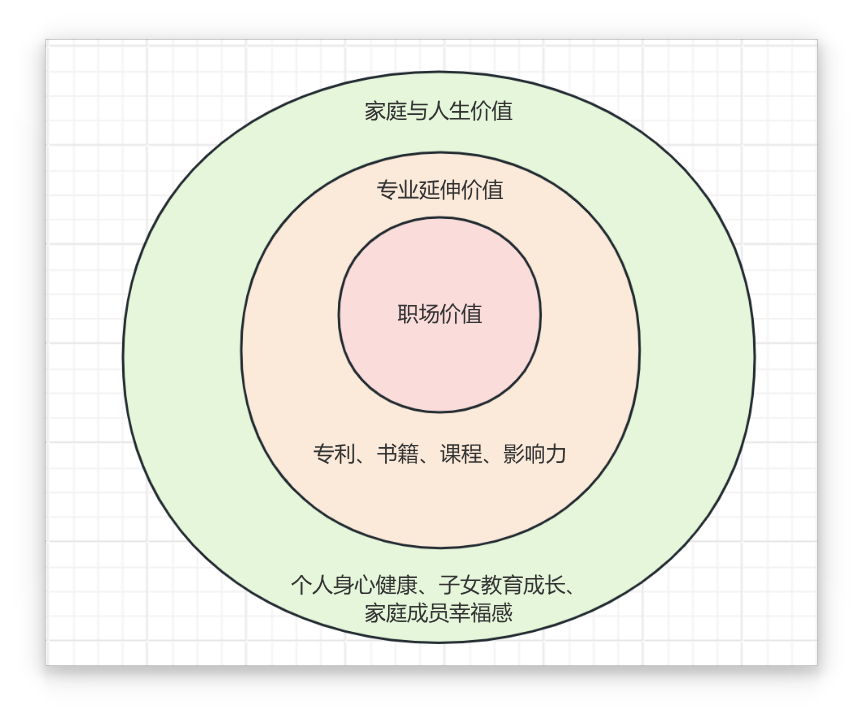 家庭与人生价值
专业延伸价值
职场价值
专利、书籍、课程、影响力
个人身心健康、子女教育成长、
家庭成员幸福感